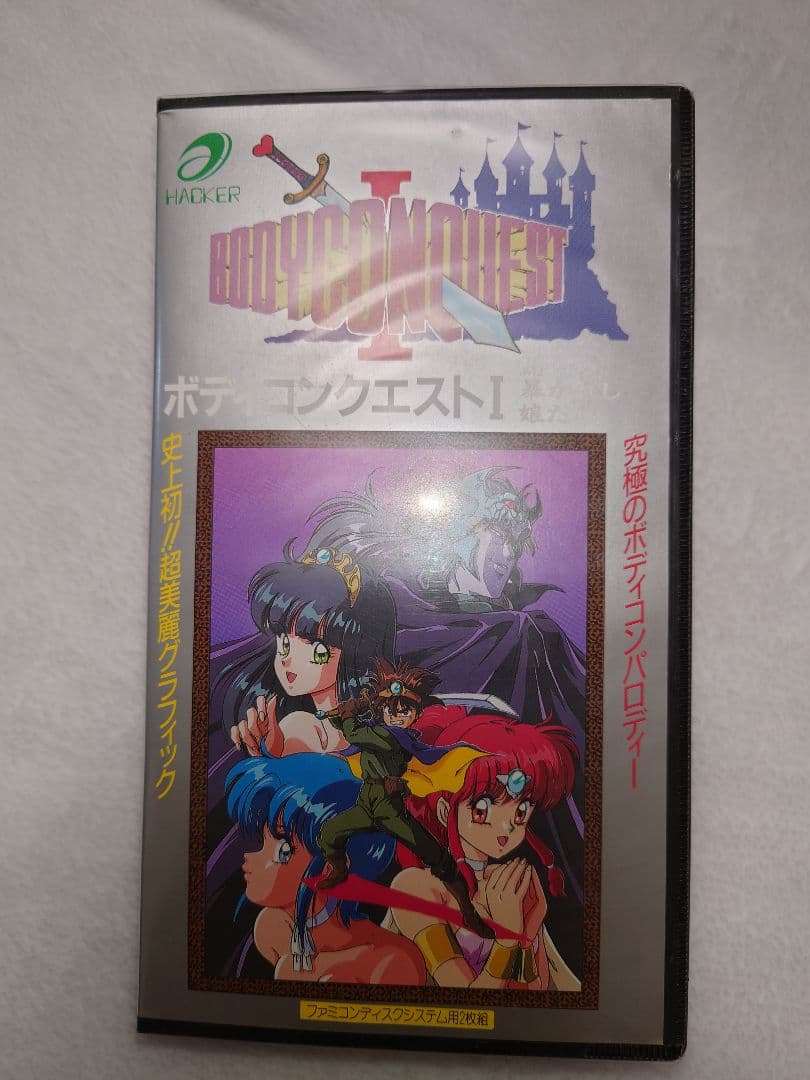 HACKER
I
BODYCONQUEST
ボディコンクエストI
娘た
史上初!!超美麗グラフィック
究極のボディコンパロディー
ファミコンディスクシステム用2枚組